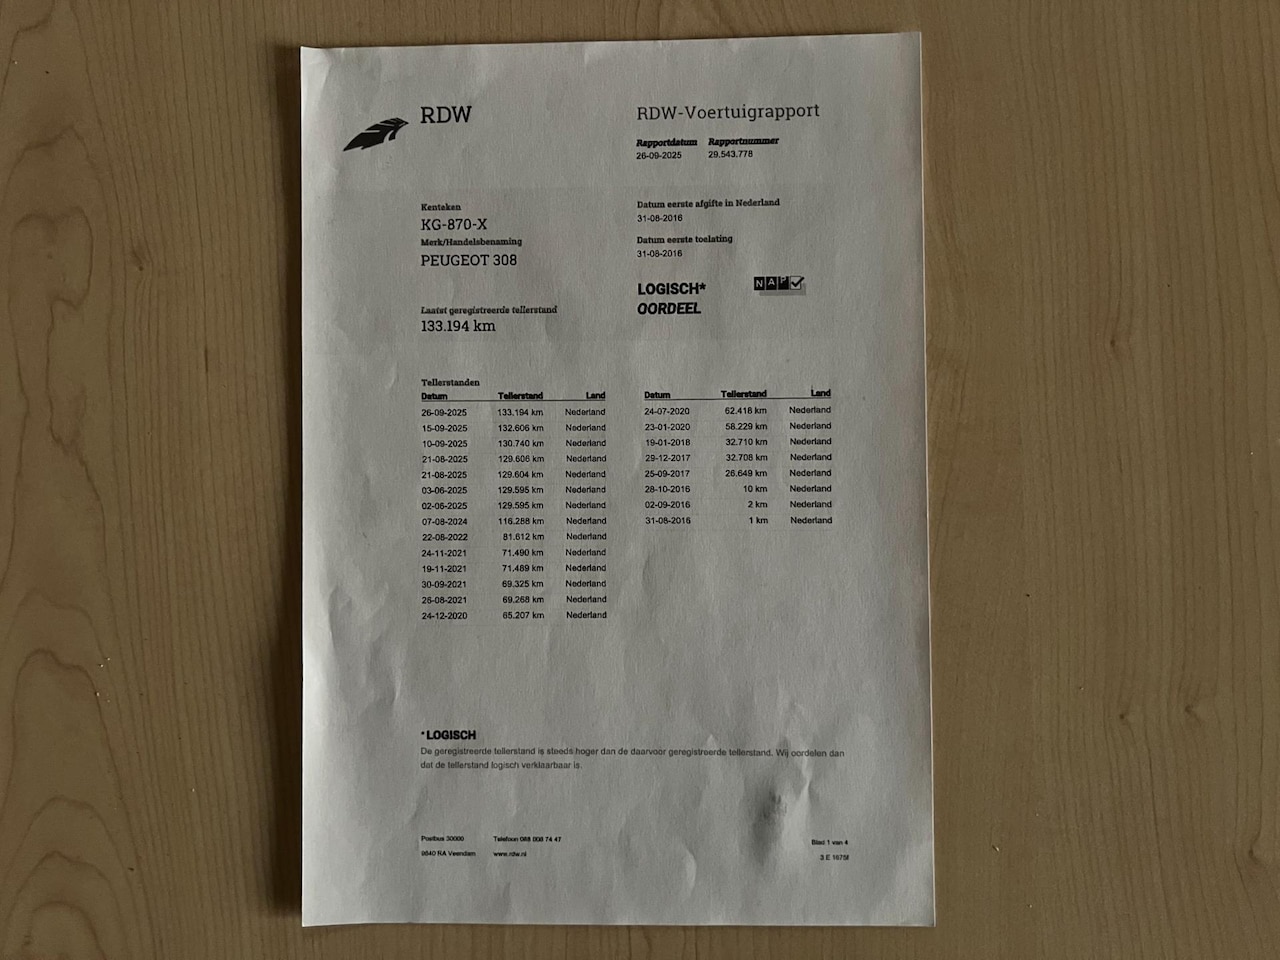 RDW
RDW-Voertuigrapport
Rapportdatum Rapportnummer
26-09-2025 29.543.778
Kenteken
KG-870-X
Merk/Handelsbenaming
PEUGEOT 308
Laatst geregistreerde tellerstand
133.194 km
Datum eerste afgifte in Nederland
31-08-2016
Datum eerste toelating
31-08-2016
LOGISCH*
OORDEEL
NAP
Tellerstanden
Datum Tellerstand Land
26-09-2025 133.194 km Nederland
15-09-2025 132.606 km Nederland
10-09-2025 130.740 km Nederland
21-08-2025 129.606 km Nederland
21-08-2025 129.604 km Nederland
03-06-2025 129.595 km Nederland
02-06-2025 129.595 km Nederland
07-08-2024 116.288 km Nederland
22-08-2022 81.612 km Nederland
24-11-2021 71.490 km Nederland
19-11-2021 71.489 km Nederland
30-09-2021 69.325 km Nederland
26-08-2021 69.268 km Nederland
24-12-2020 65.207 km Nederland
Datum Tellerstand Land
24-07-2020 62.418 km Nederland
23-01-2020 58.229 km Nederland
19-01-2018 32.710 km Nederland
29-12-2017 32.708 km Nederland
25-09-2017 26.649 km Nederland
28-10-2016 10 km Nederland
02-09-2016 2 km Nederland
31-08-2016 1 km Nederland
*LOGISCH
De geregistreerde tellerstand is steeds hoger dan de daarvoor geregistreerde tellerstand. Wij oordelen dan
dat de tellerstand logisch verklaarbaar is.
Postbus 30000 Telefoon 088 008 74 47
9640 RA Veendam www.rdw.nl
Blad 1 van 4
3 E 1675f